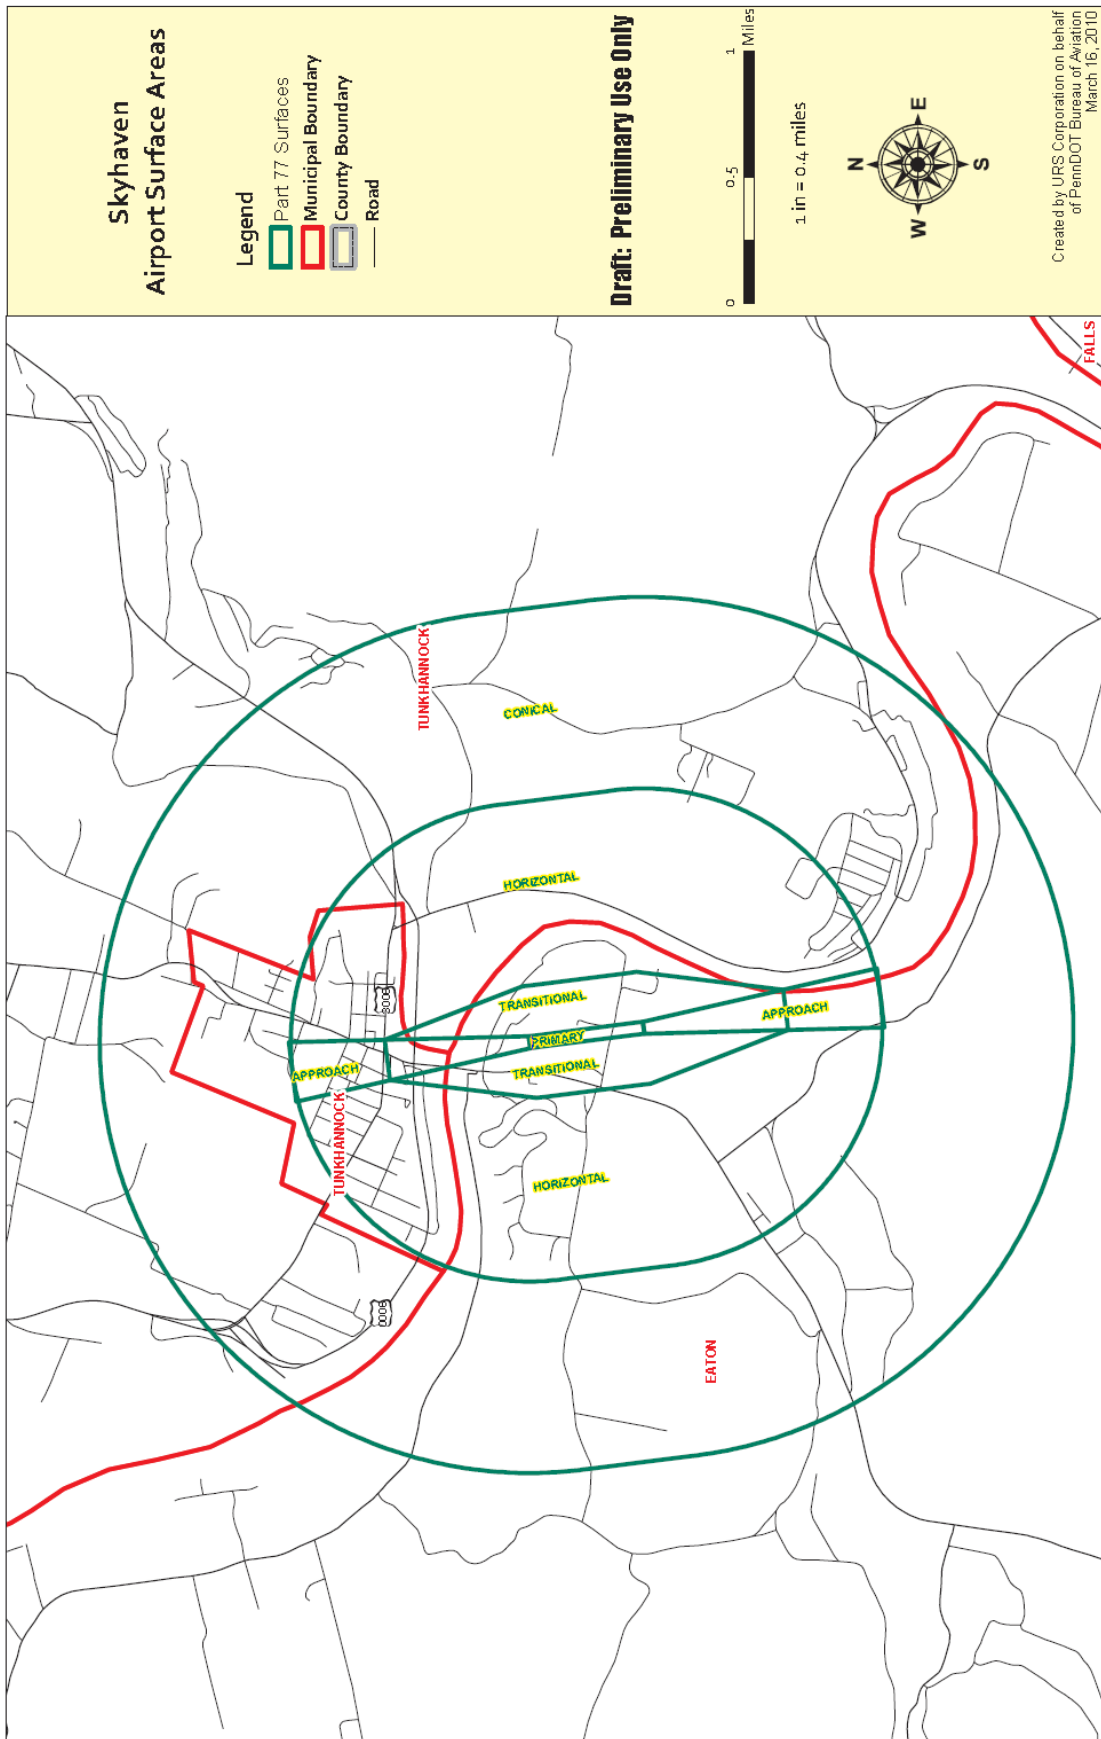 Skyhaven
Airport Surface Areas
Legend
Part 77 Surfaces
Municipal Boundary
County Boundary
Road
Draft: Preliminary Use Only
0 0.5 1
Miles
1 in = 0.4 miles
N
W E
S
Created by URS Corporation on behalf
of PennDOT Bureau of Aviation
March 16, 2010
TUNKHANNOCK
CONICAL
HORIZONTAL
3008
TRANSITIONAL
APPROACH
PRIMARY
APPROACH
TRANSITIONAL
TUNKHANNOCK
HORIZONTAL
0006
EATON
FALLS